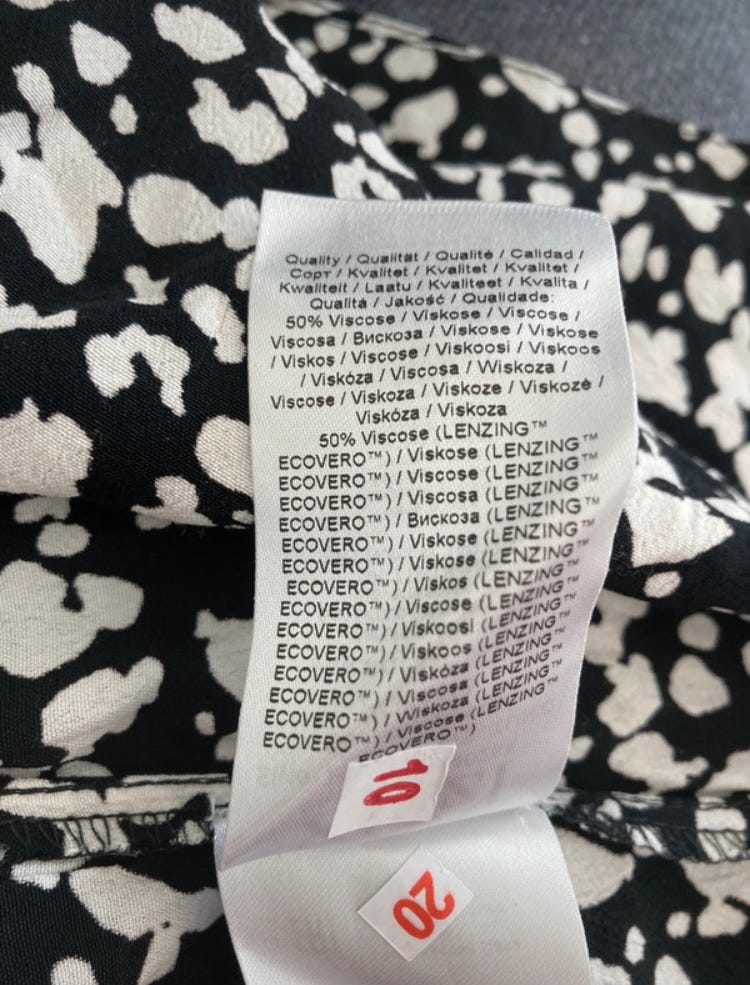 Quality / Qualität / Qualité / Calidad /
Сорт / Kvalitet / Kvalitet / Kvalitet /
Kwaliteit / Laatu / Kvaliteet / Kvalita /
Qualità / Jakość / Qualidade:
50% Viscose / Viskose / Viscose /
Viscosa / Вискоза / Viskose / Viskose
/ Viskos / Viscose / Viskoosi / Viskoos
/ Viskóza / Viscosa / Wiskoza /
Viscose / Viskoza / Viskoze / Viskozė /
Viskóza / Viskoza
50% Viscose (LENZING™
ECOVERO™) / Viskose (LENZING™
ECOVERO™) / Viscose (LENZING™
ECOVERO™) / Viscosa (LENZING™
ECOVERO™) / Вискоза (LENZING™
ECOVERO™) / Viskose (LENZING™
ECOVERO™) / Viskose (LENZING™
ECOVERO™) / Viskos (LENZING™
ECOVERO™) / Viscose (LENZING™
ECOVERO™) / Viskoosi (LENZING™
ECOVERO™) / Viskoos (LENZING™
ECOVERO™) / Viskóza (LENZING™
ECOVERO™) / Viscosa (LENZING™
ECOVERO™) / Wiskoza (LENZING™
ECOVERO™) / Viscose (LENZING™
ECOVERO™)
10
20